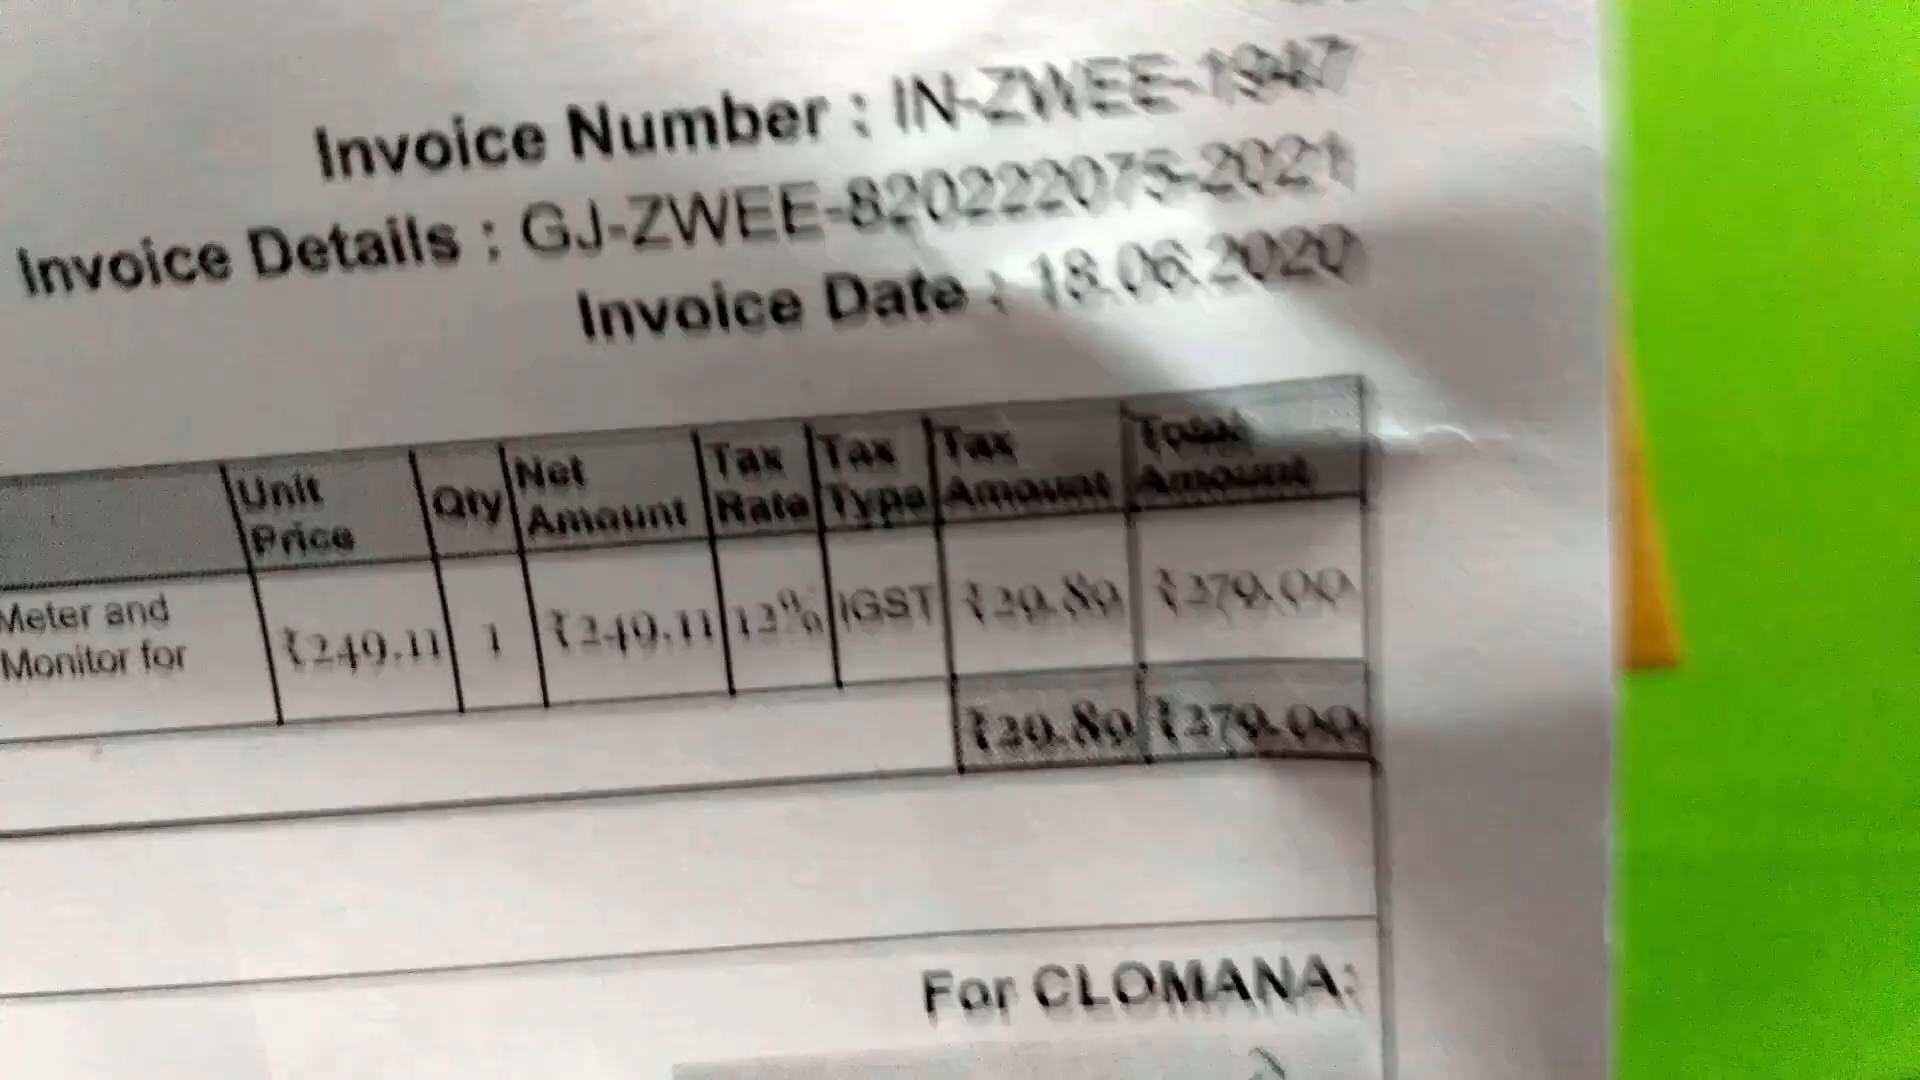 Invoice Number : IN-ZWEE-1947
Invoice Details : GJ-ZWEE-820222075-2021
Invoice Date : 18.06.2020
Unit Price Qty Net Amount Tax Rate Tax Type Tax Amount Total Amount
Meter and
Monitor for ₹249.11 1 ₹249.11 12% IGST ₹29.89 ₹279.00
₹29.89 ₹279.00
For CLOMANA: